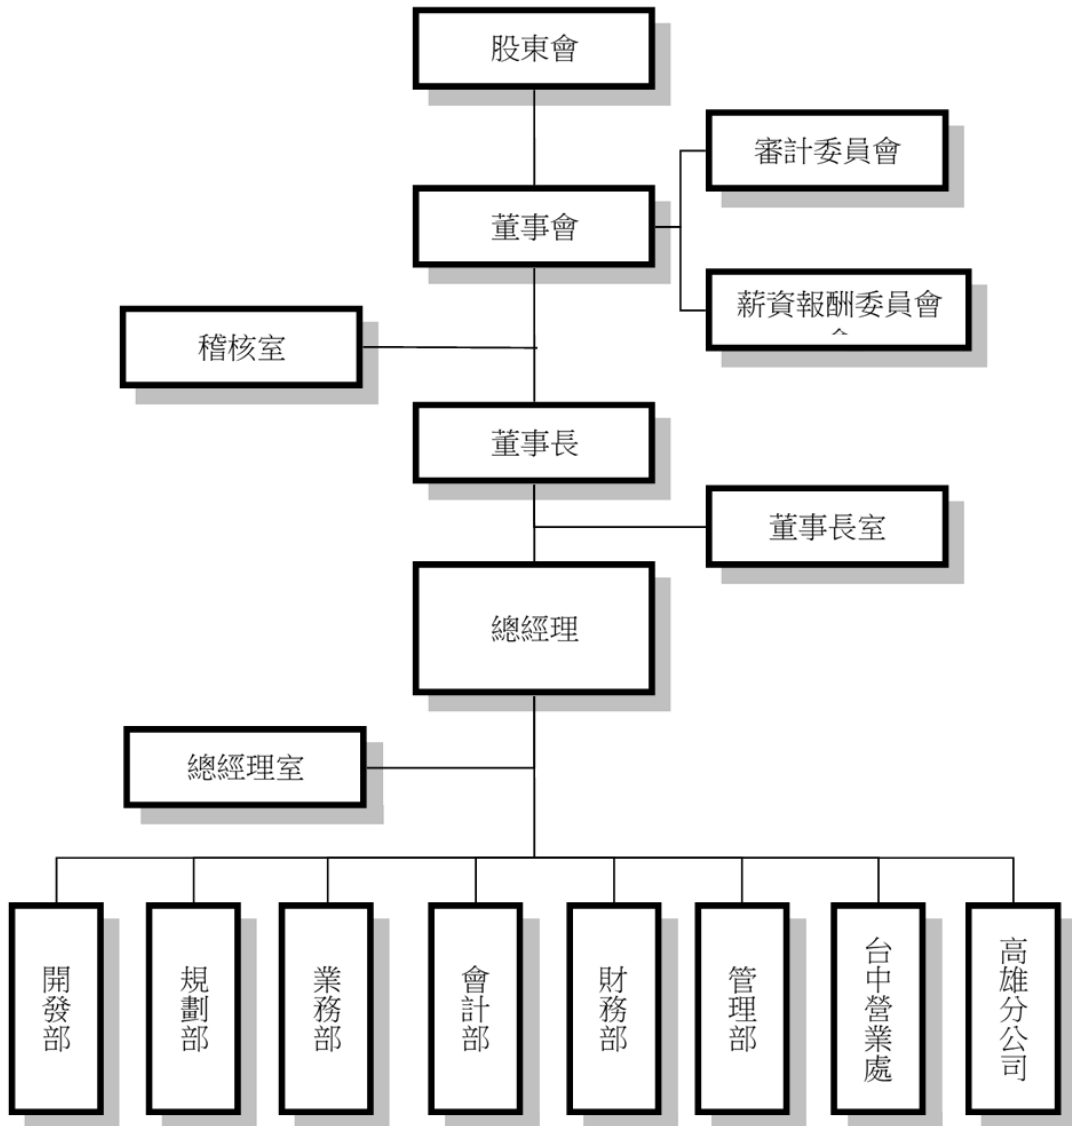 股東會
審計委員會
董事會
薪資報酬委員會
稽核室
董事長
董事長室
總經理
總經理室
開發部
規劃部
業務部
會計部
財務部
管理部
台中營業處
高雄分公司